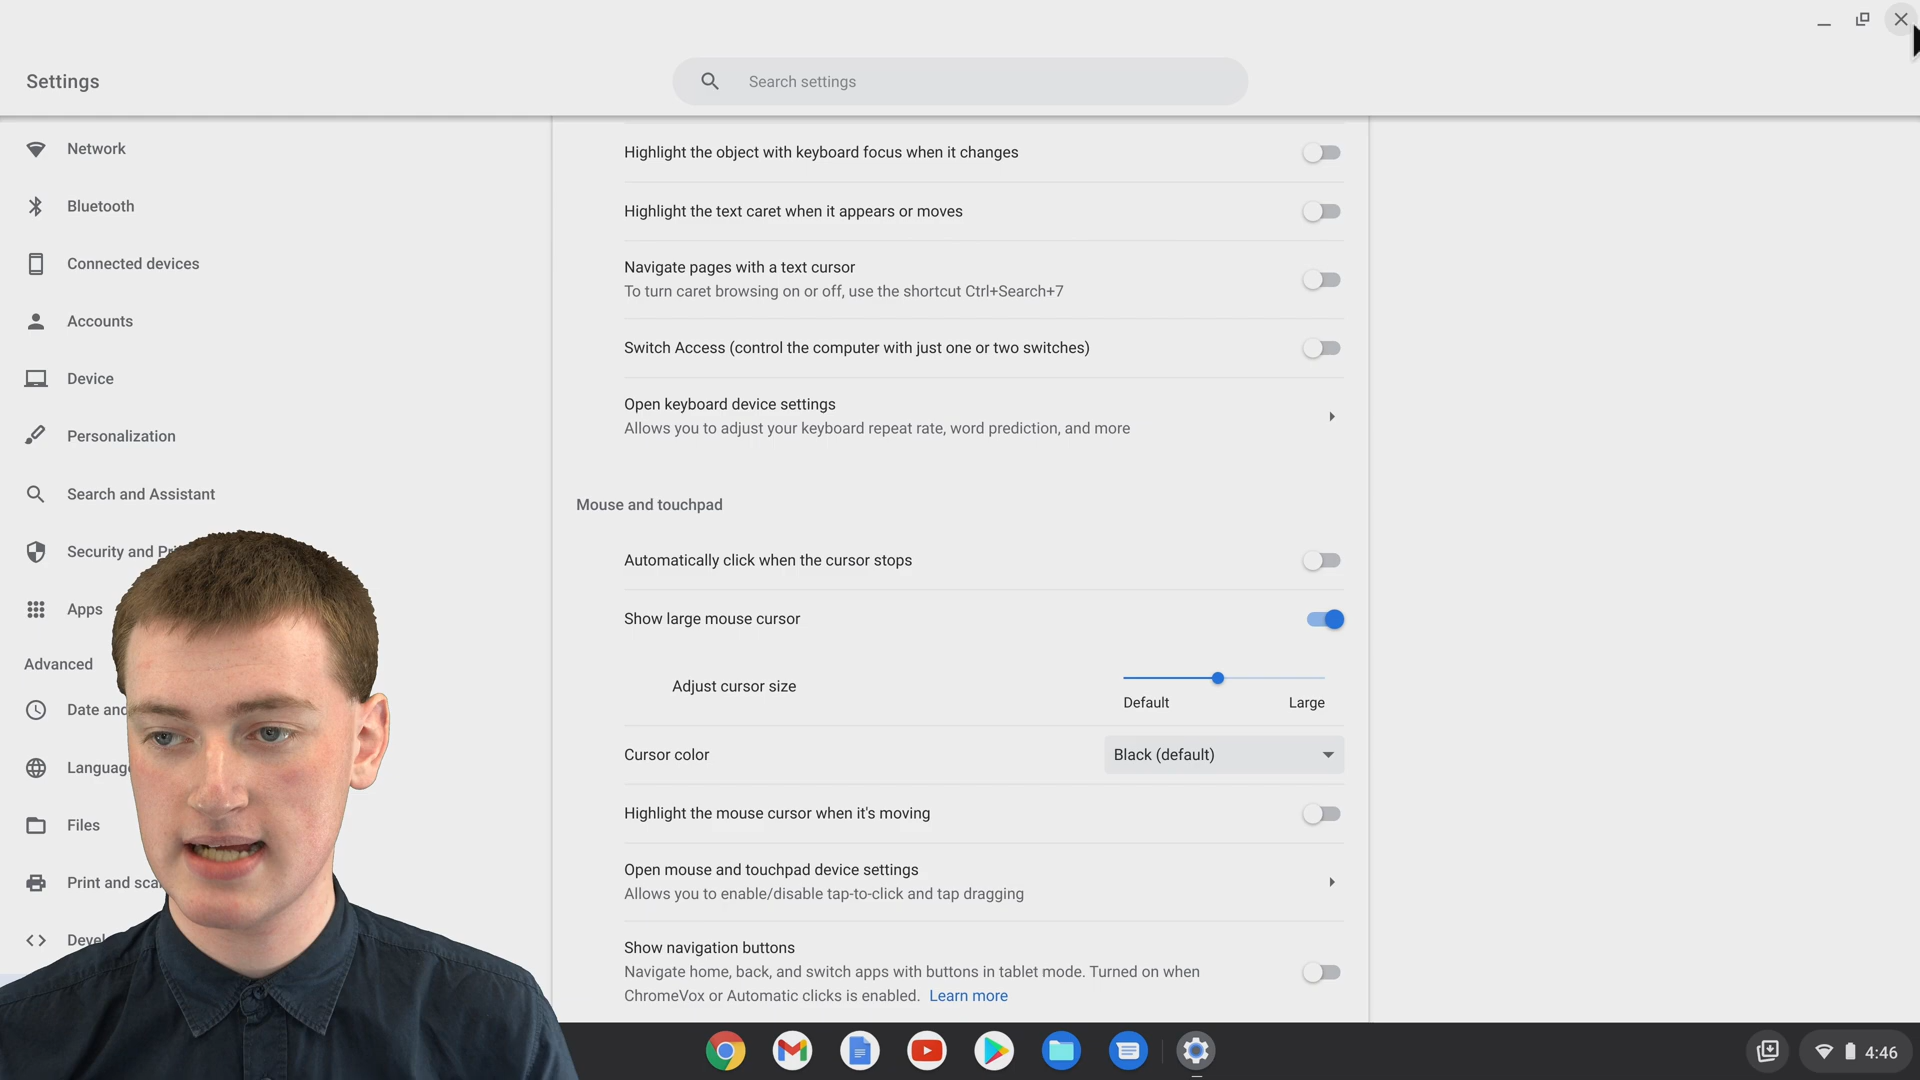 Settings
Search settings
Network
Bluetooth
Connected devices
Accounts
Device
Personalization
Search and Assistant
Security and
Apps
Advanced
Date and
Files
Print and
Highlight the object with keyboard focus when it changes
Highlight the text caret when it appears or moves
Navigate pages with a text cursor
To turn caret browsing on or off, use the shortcut Ctrl+Search+7
Switch Access (control the computer with just one or two switches)
Open keyboard device settings
Allows you to adjust your keyboard repeat rate, word prediction, and more
Mouse and touchpad
Automatically click when the cursor stops
Show large mouse cursor
Adjust cursor size
Default Large
Cursor color
Black (default)
Highlight the mouse cursor when it's moving
Open mouse and touchpad device settings
Allows you to enable/disable tap-to-click and tap dragging
Show navigation buttons
Navigate home, back, and switch apps with buttons in tablet mode. Turned on when
ChromeVox or Automatic clicks is enabled. Learn more
4:46